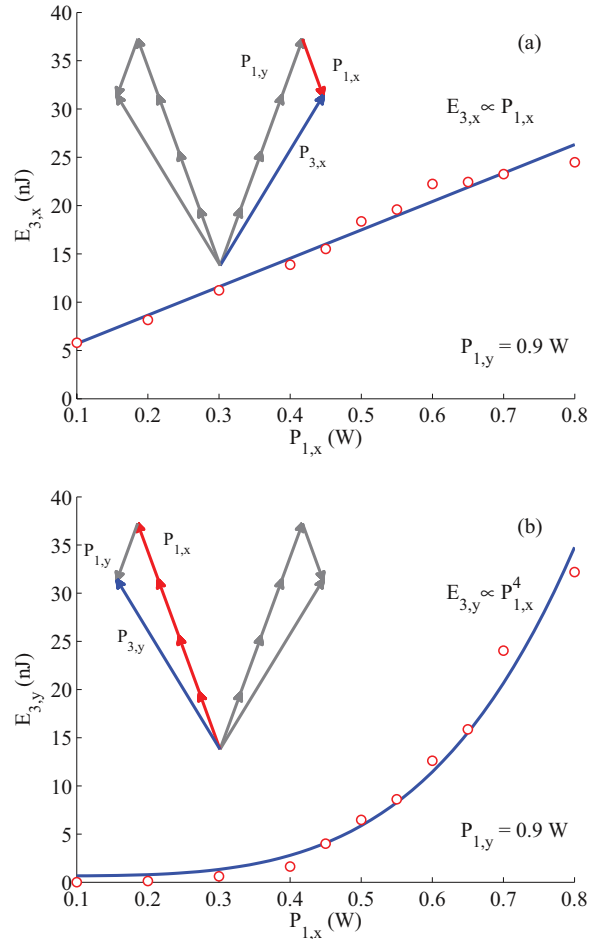 (a)
E3,x (nJ)
40
35
30
25
20
15
10
5
0
P1,y
P1,x
P3,x
E3,x ∝ P1,x
P1,y = 0.9 W
0.1 0.2 0.3 0.4 0.5 0.6 0.7 0.8
P1,x (W)
(b)
E3,y (nJ)
40
35
30
25
20
15
10
5
0
P1,y
P1,x
P3,y
E3,y ∝ P1,x^4
P1,y = 0.9 W
0.1 0.2 0.3 0.4 0.5 0.6 0.7 0.8
P1,x (W)